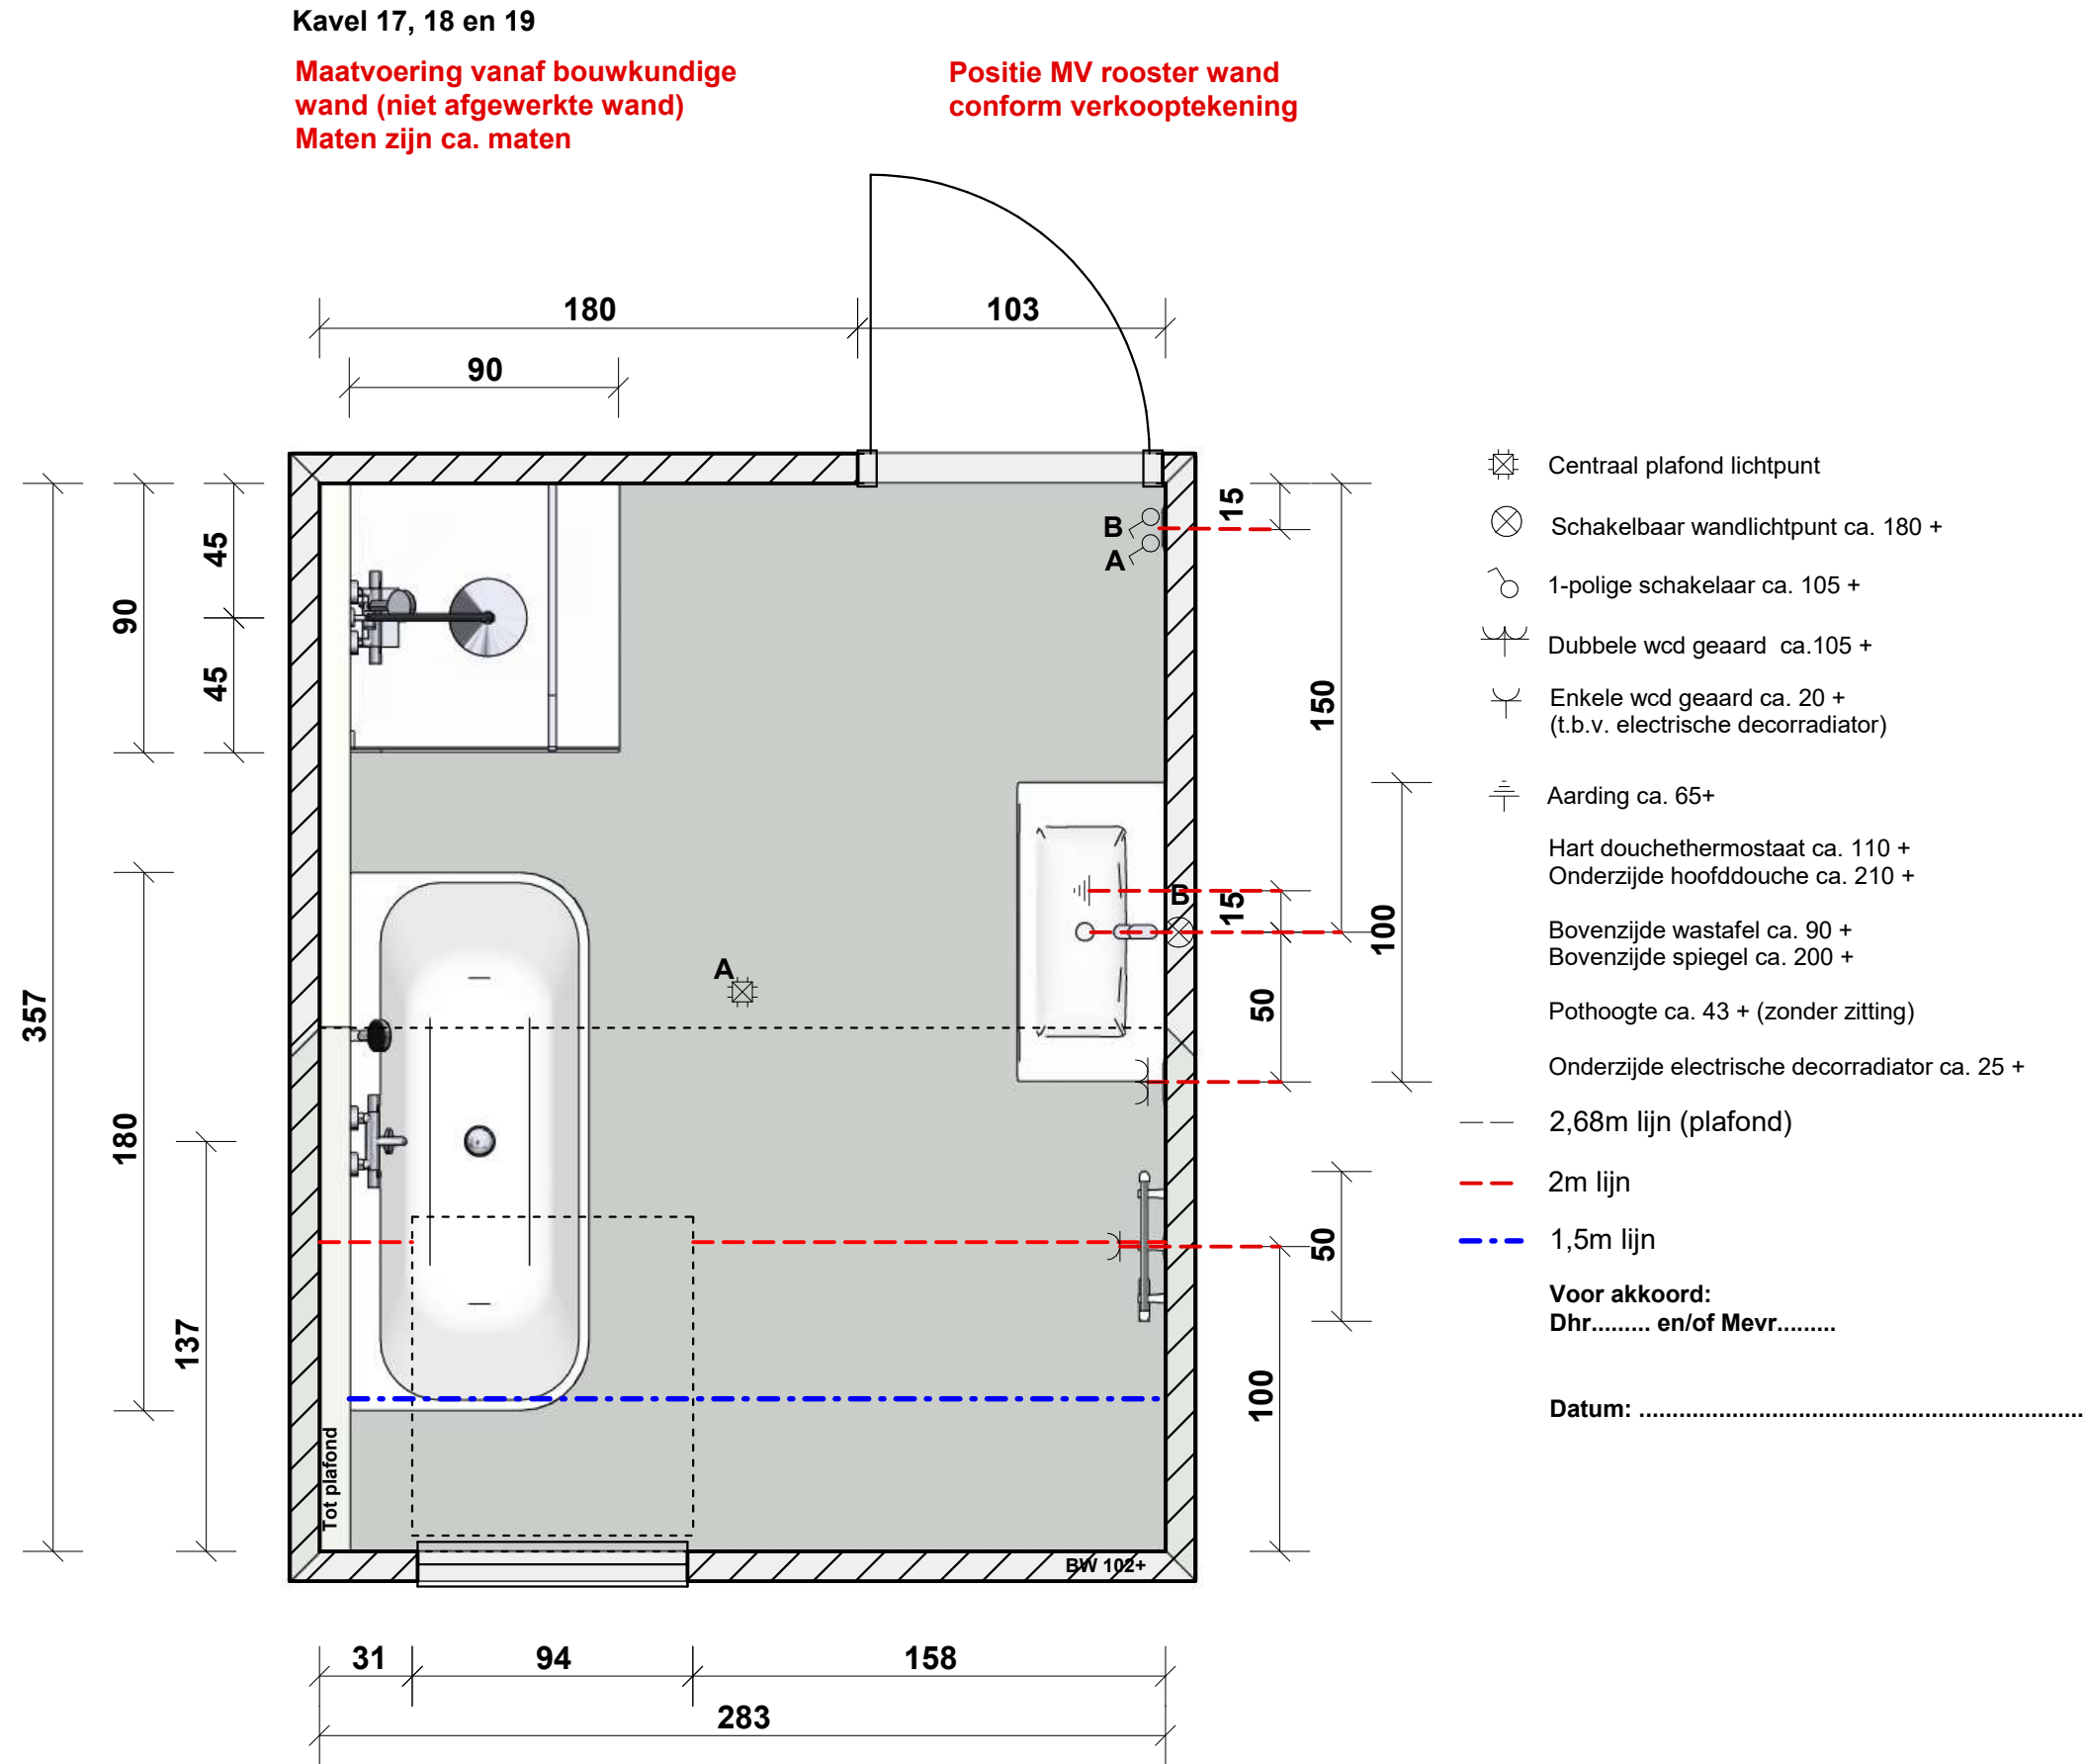 Kavel 17, 18 en 19
Maatvoering vanaf bouwkundige
wand (niet afgewerkte wand)
Maten zijn ca. maten
Positie MV rooster wand
conform verkooptekening
180
103
90
357
90
45
45
180
137
B
A
15
150
B
15
50
100
A
50
100
Tot plafond
BW 102+
31
94
158
283
Centraal plafond lichtpunt
Schakelbaar wandlichtpunt ca. 180 +
1-polige schakelaar ca. 105 +
Dubbele wcd geaard ca.105 +
Enkele wcd geaard ca. 20 +
(t.b.v. electrische decorradiator)
Aarding ca. 65+
Hart douchethermostaat ca. 110 +
Onderzijde hoofddouche ca. 210 +
Bovenzijde wastafel ca. 90 +
Bovenzijde spiegel ca. 200 +
Pothoogte ca. 43 + (zonder zitting)
Onderzijde electrische decorradiator ca. 25 +
2,68m lijn (plafond)
2m lijn
1,5m lijn
Voor akkoord:
Dhr......... en/of Mevr.........
Datum: ...................................................................